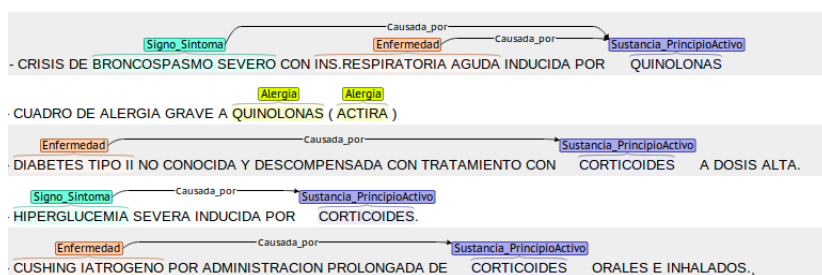 Causada_por
Signo_Sintoma Enfermedad Causada_por Sustancia_PrincipioActivo
- CRISIS DE BRONCOSPASMO SEVERO CON INS.RESPIRATORIA AGUDA INDUCIDA POR QUINOLONAS
Alergia Alergia
- CUADRO DE ALERGIA GRAVE A QUINOLONAS ( ACTIRA )
Enfermedad Causada_por Sustancia_PrincipioActivo
- DIABETES TIPO II NO CONOCIDA Y DESCOMPENSADA CON TRATAMIENTO CON CORTICOIDES A DOSIS ALTA.
Signo_Sintoma Causada_por Sustancia_PrincipioActivo
- HIPERGLUCEMIA SEVERA INDUCIDA POR CORTICOIDES.
Enfermedad Causada_por Sustancia_PrincipioActivo
- CUSHING IATROGENO POR ADMINISTRACION PROLONGADA DE CORTICOIDES ORALES E INHALADOS.,